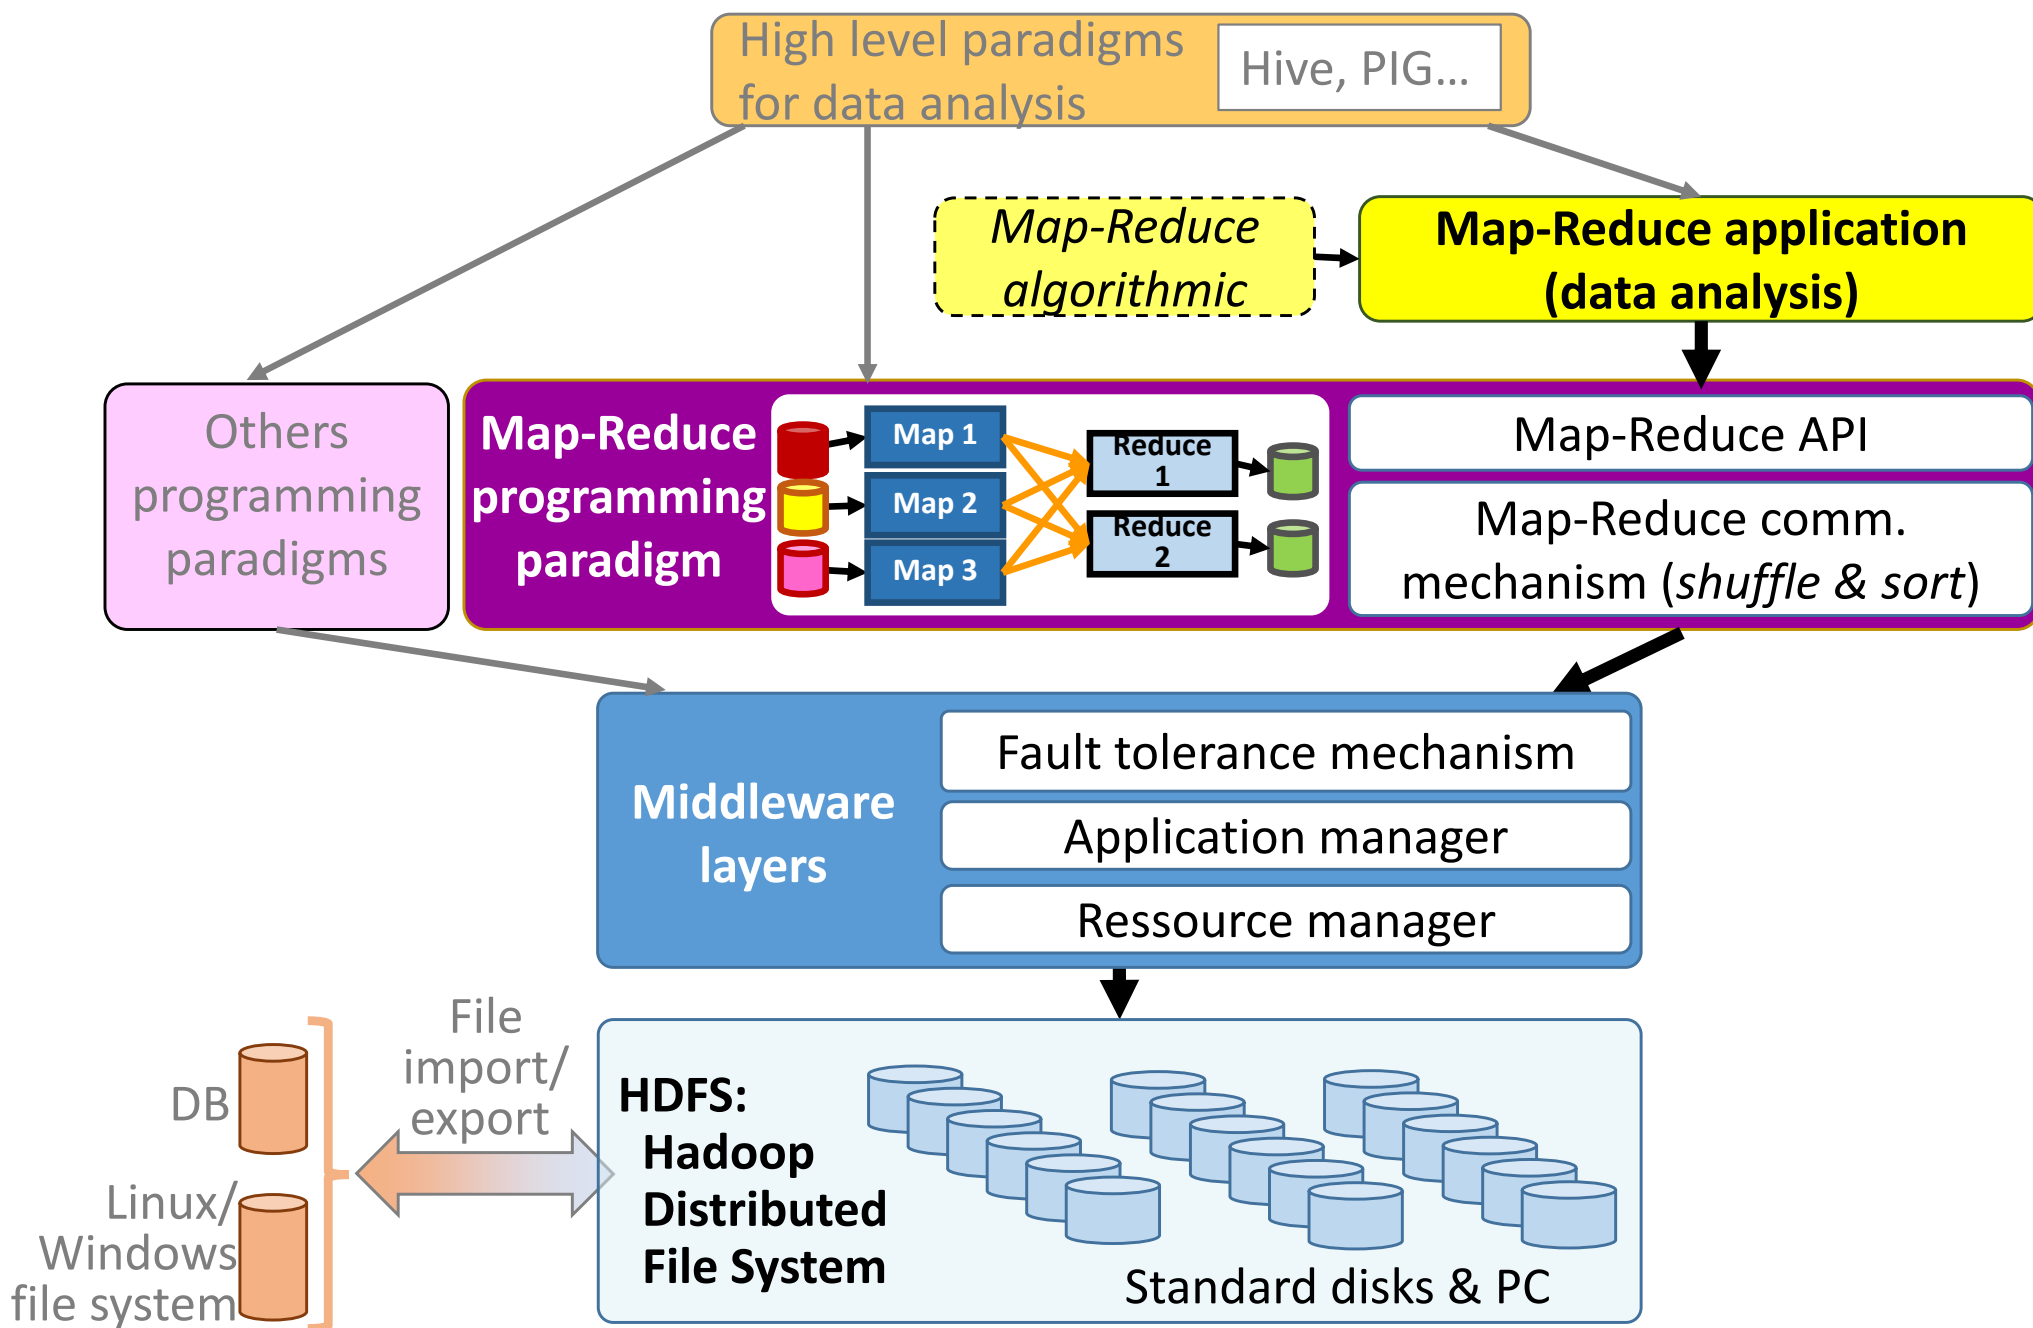 High level paradigms
for data analysis
Hive, PIG...
Map-Reduce
algorithmic
Map-Reduce application
(data analysis)
Others
programming
paradigms
Map-Reduce
programming
paradigm
Map 1
Map 2
Map 3
Reduce
1
Reduce
2
Map-Reduce API
Map-Reduce comm.
mechanism (shuffle & sort)
Middleware
layers
Fault tolerance mechanism
Application manager
Ressource manager
File
import/
export
DB
Linux/
Windows
file system
HDFS:
Hadoop
Distributed
File System
Standard disks & PC